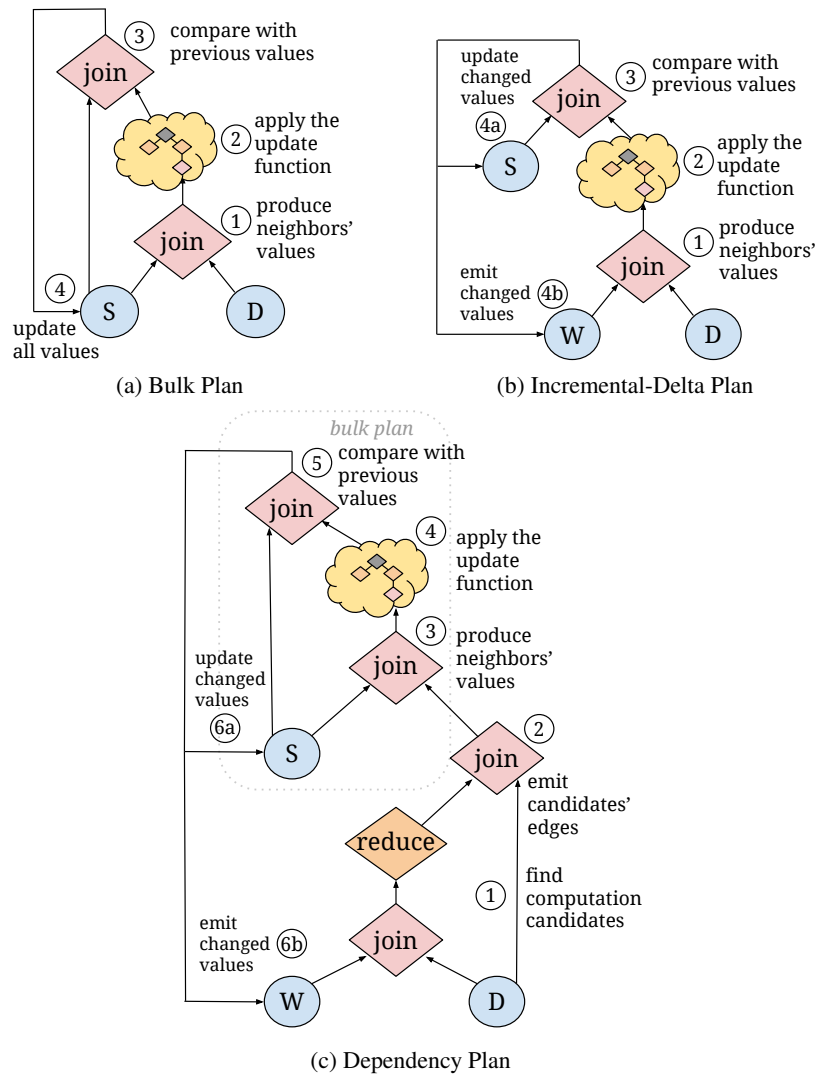 3
compare with
previous values
join
2
apply the
update
function
1
produce
neighbors'
values
join
4
S
D
update
all values
(a) Bulk Plan
update
changed
values
4a
3
compare with
previous values
join
S
2
apply the
update
function
1
produce
neighbors'
values
join
emit
changed
values
4b
W
D
(b) Incremental-Delta Plan
bulk plan
5
compare with
previous
values
join
4
apply the
update
function
3
produce
neighbors'
values
join
update
changed
values
6a
S
2
join
emit
candidates'
edges
reduce
1
find
computation
candidates
join
emit
changed
values
6b
W
D
(c) Dependency Plan